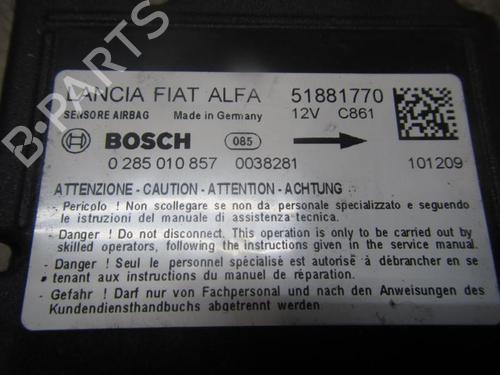 LANCIA FIAT ALFA 51881770
SENSORE AIRBAG Made in Germany 12V C861
BOSCH 085
0 285 010 857 0038281 101209
ATTENZIONE - CAUTION - ATTENTION - ACHTUNG
- Pericolo ! Non scollegare se non da personale specializzato e seguendo
le istruzioni del manuale di assistenza tecnica.
- Danger ! Do not disconnect. This operation is only to be carried out by
skilled operators, following the instructions given in the service manual.
- Danger ! Seul le personnel spécialisé est autorisé à débrancher en se
tenant aux instructions du manuel de réparation.
- Gefahr ! Darf nur von Fachpersonal und nach den Anweisungen des
Kundendiensthandbuchs abgetrennt werden
B-PARTS